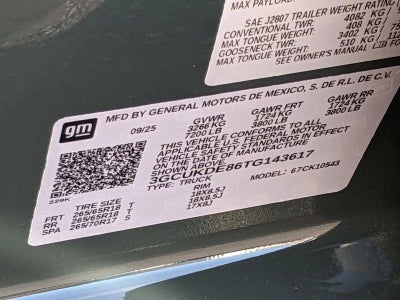 MAX PAYLOAD
SAE J2807 TRAILER WEIGHT RATING (
CONVENTIONAL TWR: 4082 KG /
MAX TONGUE WEIGHT: 408 KG /
GOOSENECK TWR: 3402 KG /
MAX TONGUE WEIGHT: 510 KG / 112
SEE OWNER'S MANUAL FO
gm
MFD BY GENERAL MOTORS DE MEXICO, S. DE R.L. DE C.V.
09/25 GVWR GAWR FRT GAWR RR
3266 KG 1724 KG 1724 KG
7200 LB 3800 LB 3800 LB
THIS VEHICLE CONFORMS TO ALL
APPLICABLE U.S. FEDERAL MOTOR
VEHICLE SAFETY STANDARDS IN EFFECT
ON THE DATE OF MANUFACTURE
SHOWN ABOVE.
3GCUKDE86TG143617
TYPE: TRUCK MODEL: 67CK10543
229K
TIRE SIZE RIM
FRT 265/65R18 T 18X8.5J
RR 265/65R18 T 18X8.5J
SPA 265/70R17 S 17X8J